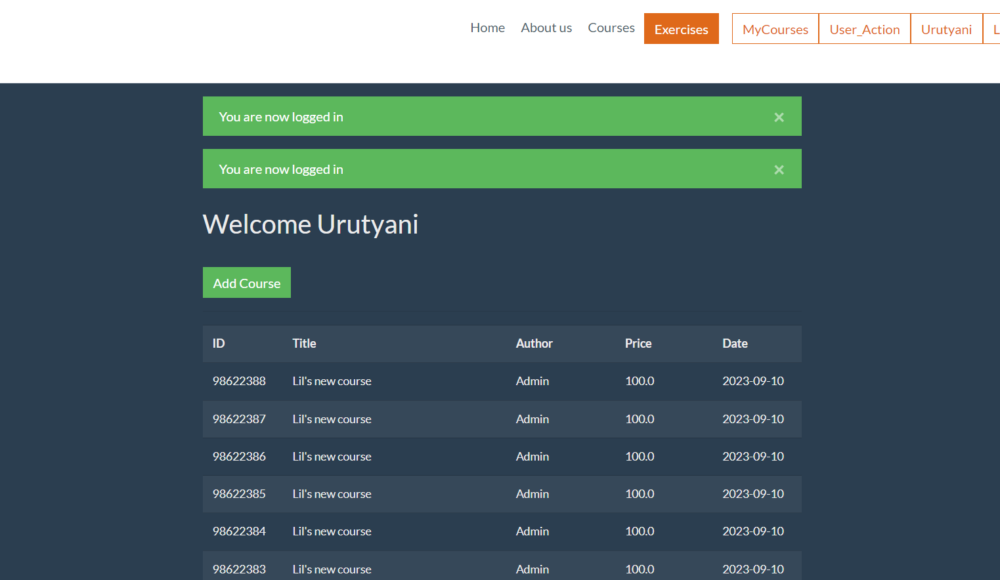 Home About us Courses Exercises MyCourses User_Action Urutyani L
You are now logged in ×
You are now logged in ×
Welcome Urutyani
Add Course
ID Title Author Price Date
98622388 Lil's new course Admin 100.0 2023-09-10
98622387 Lil's new course Admin 100.0 2023-09-10
98622386 Lil's new course Admin 100.0 2023-09-10
98622385 Lil's new course Admin 100.0 2023-09-10
98622384 Lil's new course Admin 100.0 2023-09-10
98622383 Lil's new course Admin 100.0 2023-09-10